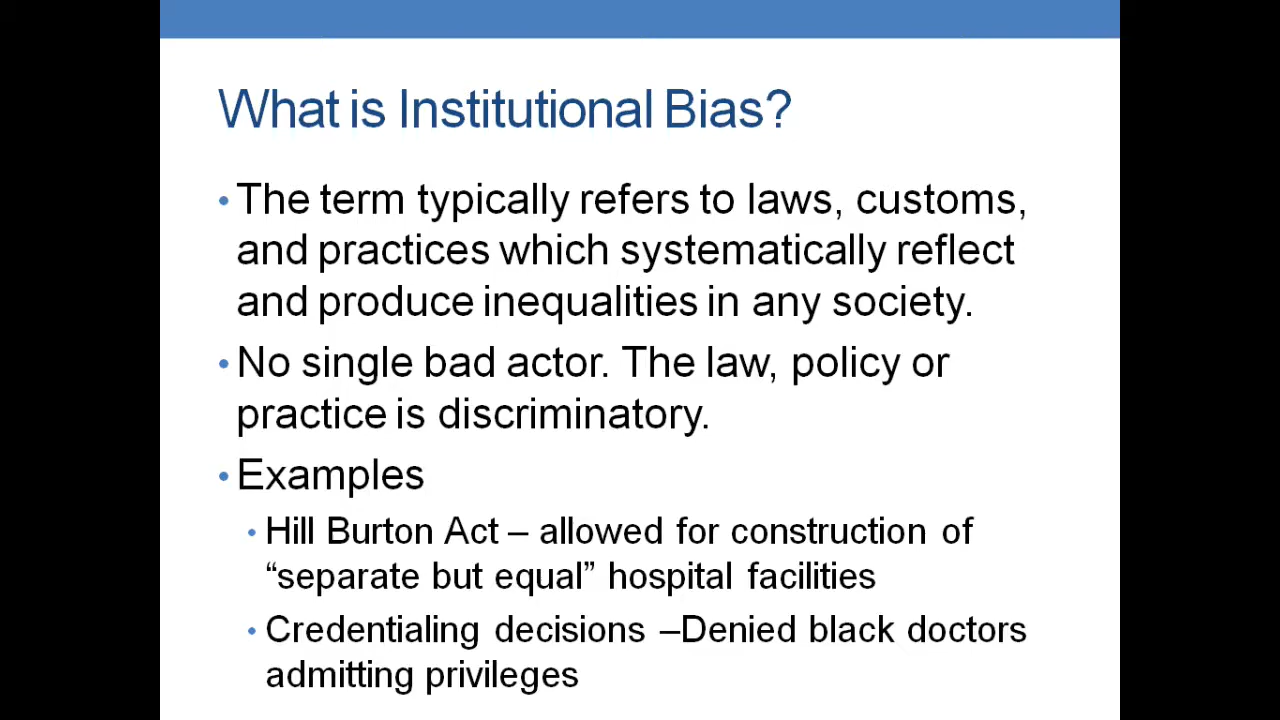 What is Institutional Bias?
• The term typically refers to laws, customs,
and practices which systematically reflect
and produce inequalities in any society.
• No single bad actor. The law, policy or
practice is discriminatory.
• Examples
• Hill Burton Act – allowed for construction of
“separate but equal” hospital facilities
• Credentialing decisions –Denied black doctors
admitting privileges